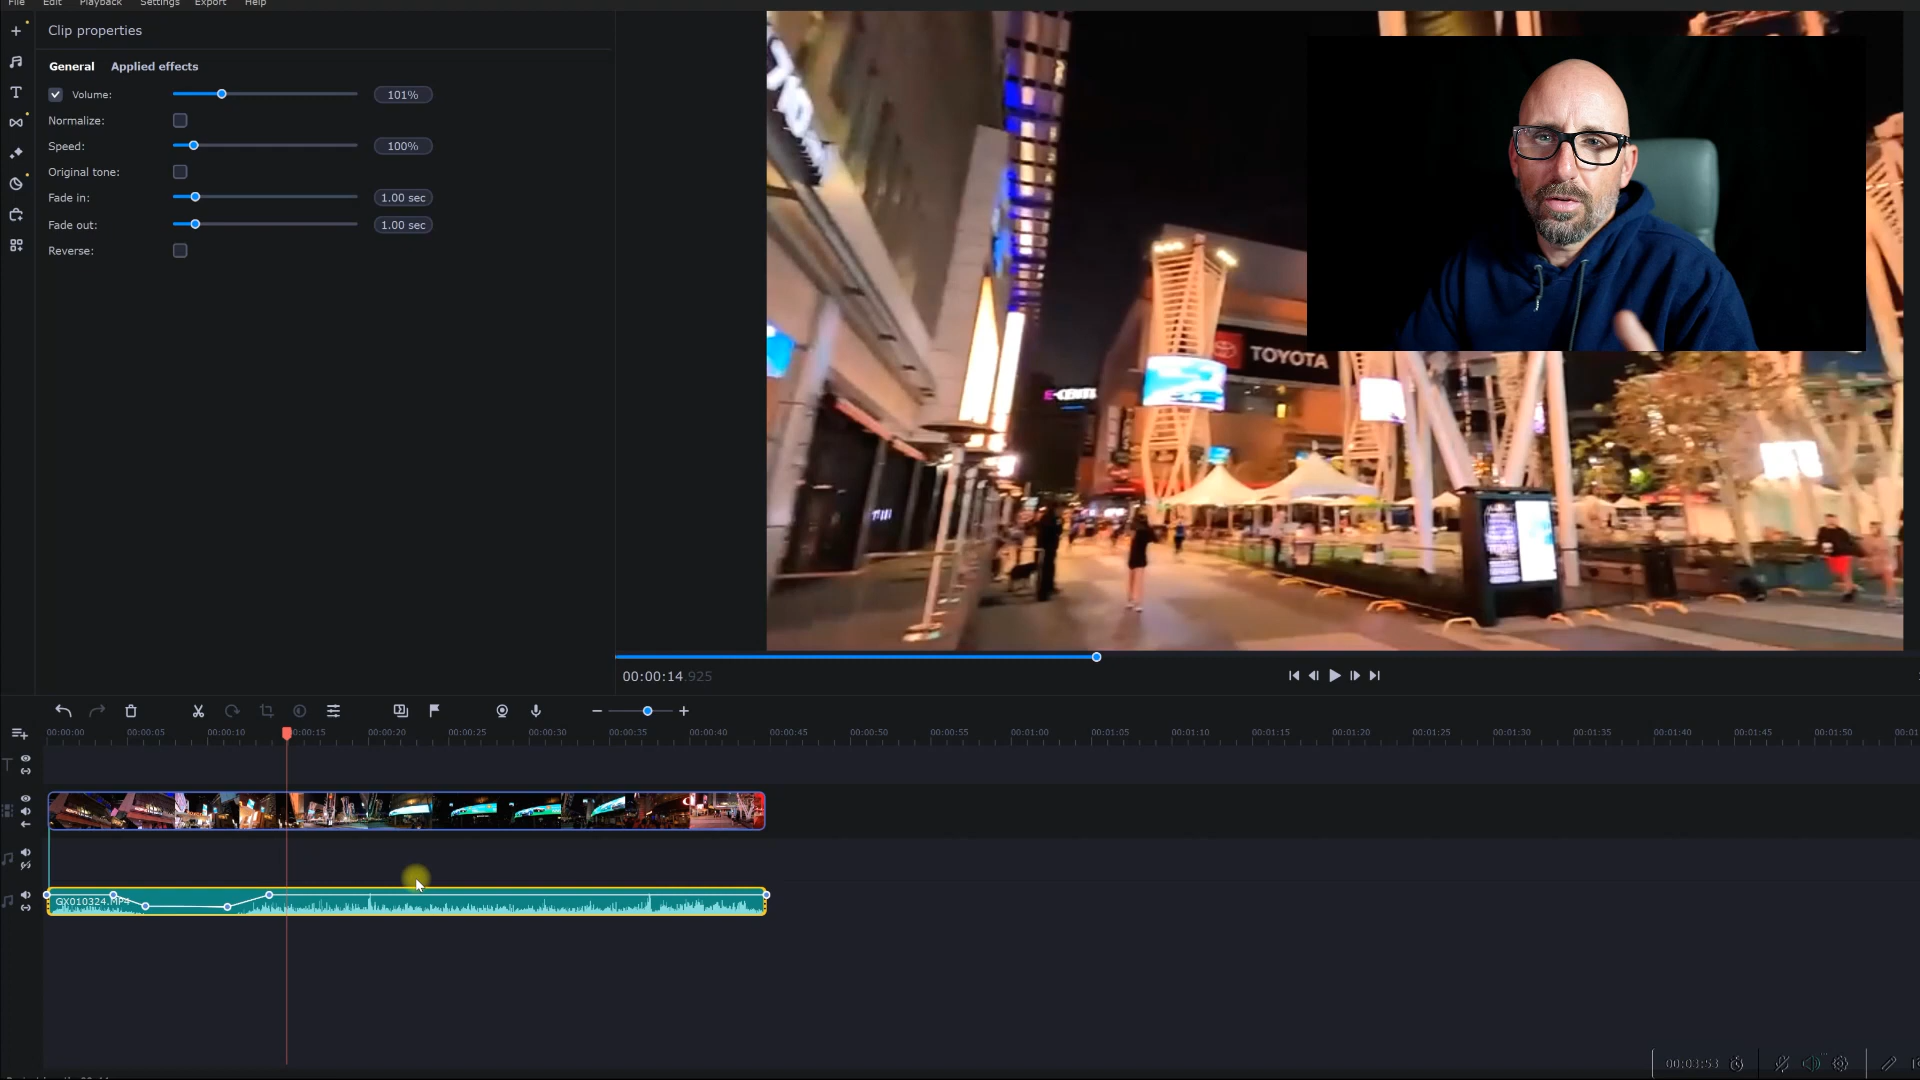 File Edit Playback Settings Export Help
Clip properties
General Applied effects
Volume: 101%
Normalize:
Speed: 100%
Original tone:
Fade in: 1.00 sec
Fade out: 1.00 sec
Reverse:
TOYOTA
00:00:14.925
00:00:00 00:00:05 00:00:10 00:00:15 00:00:20 00:00:25 00:00:30 00:00:35 00:00:40 00:00:45 00:00:50 00:00:55 00:01:00 00:01:05 00:01:10 00:01:15 00:01:20 00:01:25 00:01:30 00:01:35 00:01:40 00:01:45 00:01:50
GX010324.MP4
00:03:53